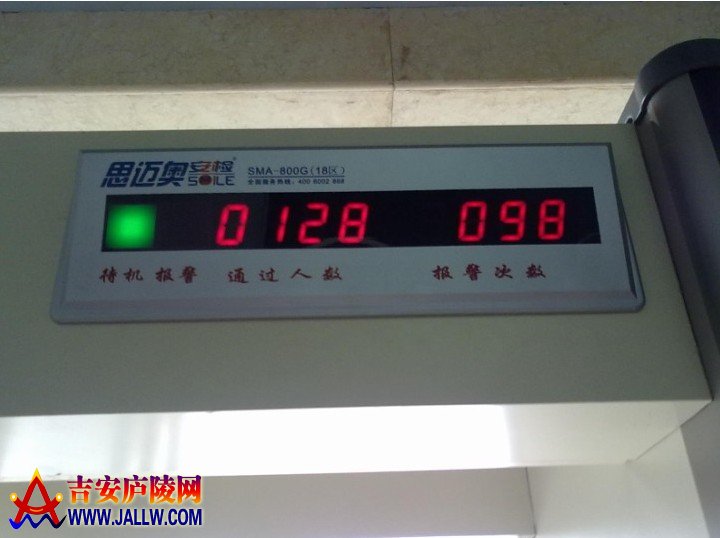 思迈奥 安检®
SMILE
SMA-800G(18区)
全国服务热线: 400 6002 868
0128 098
待机 报警 通过人数 报警次数
吉安庐陵网
WWW.JALLW.COM